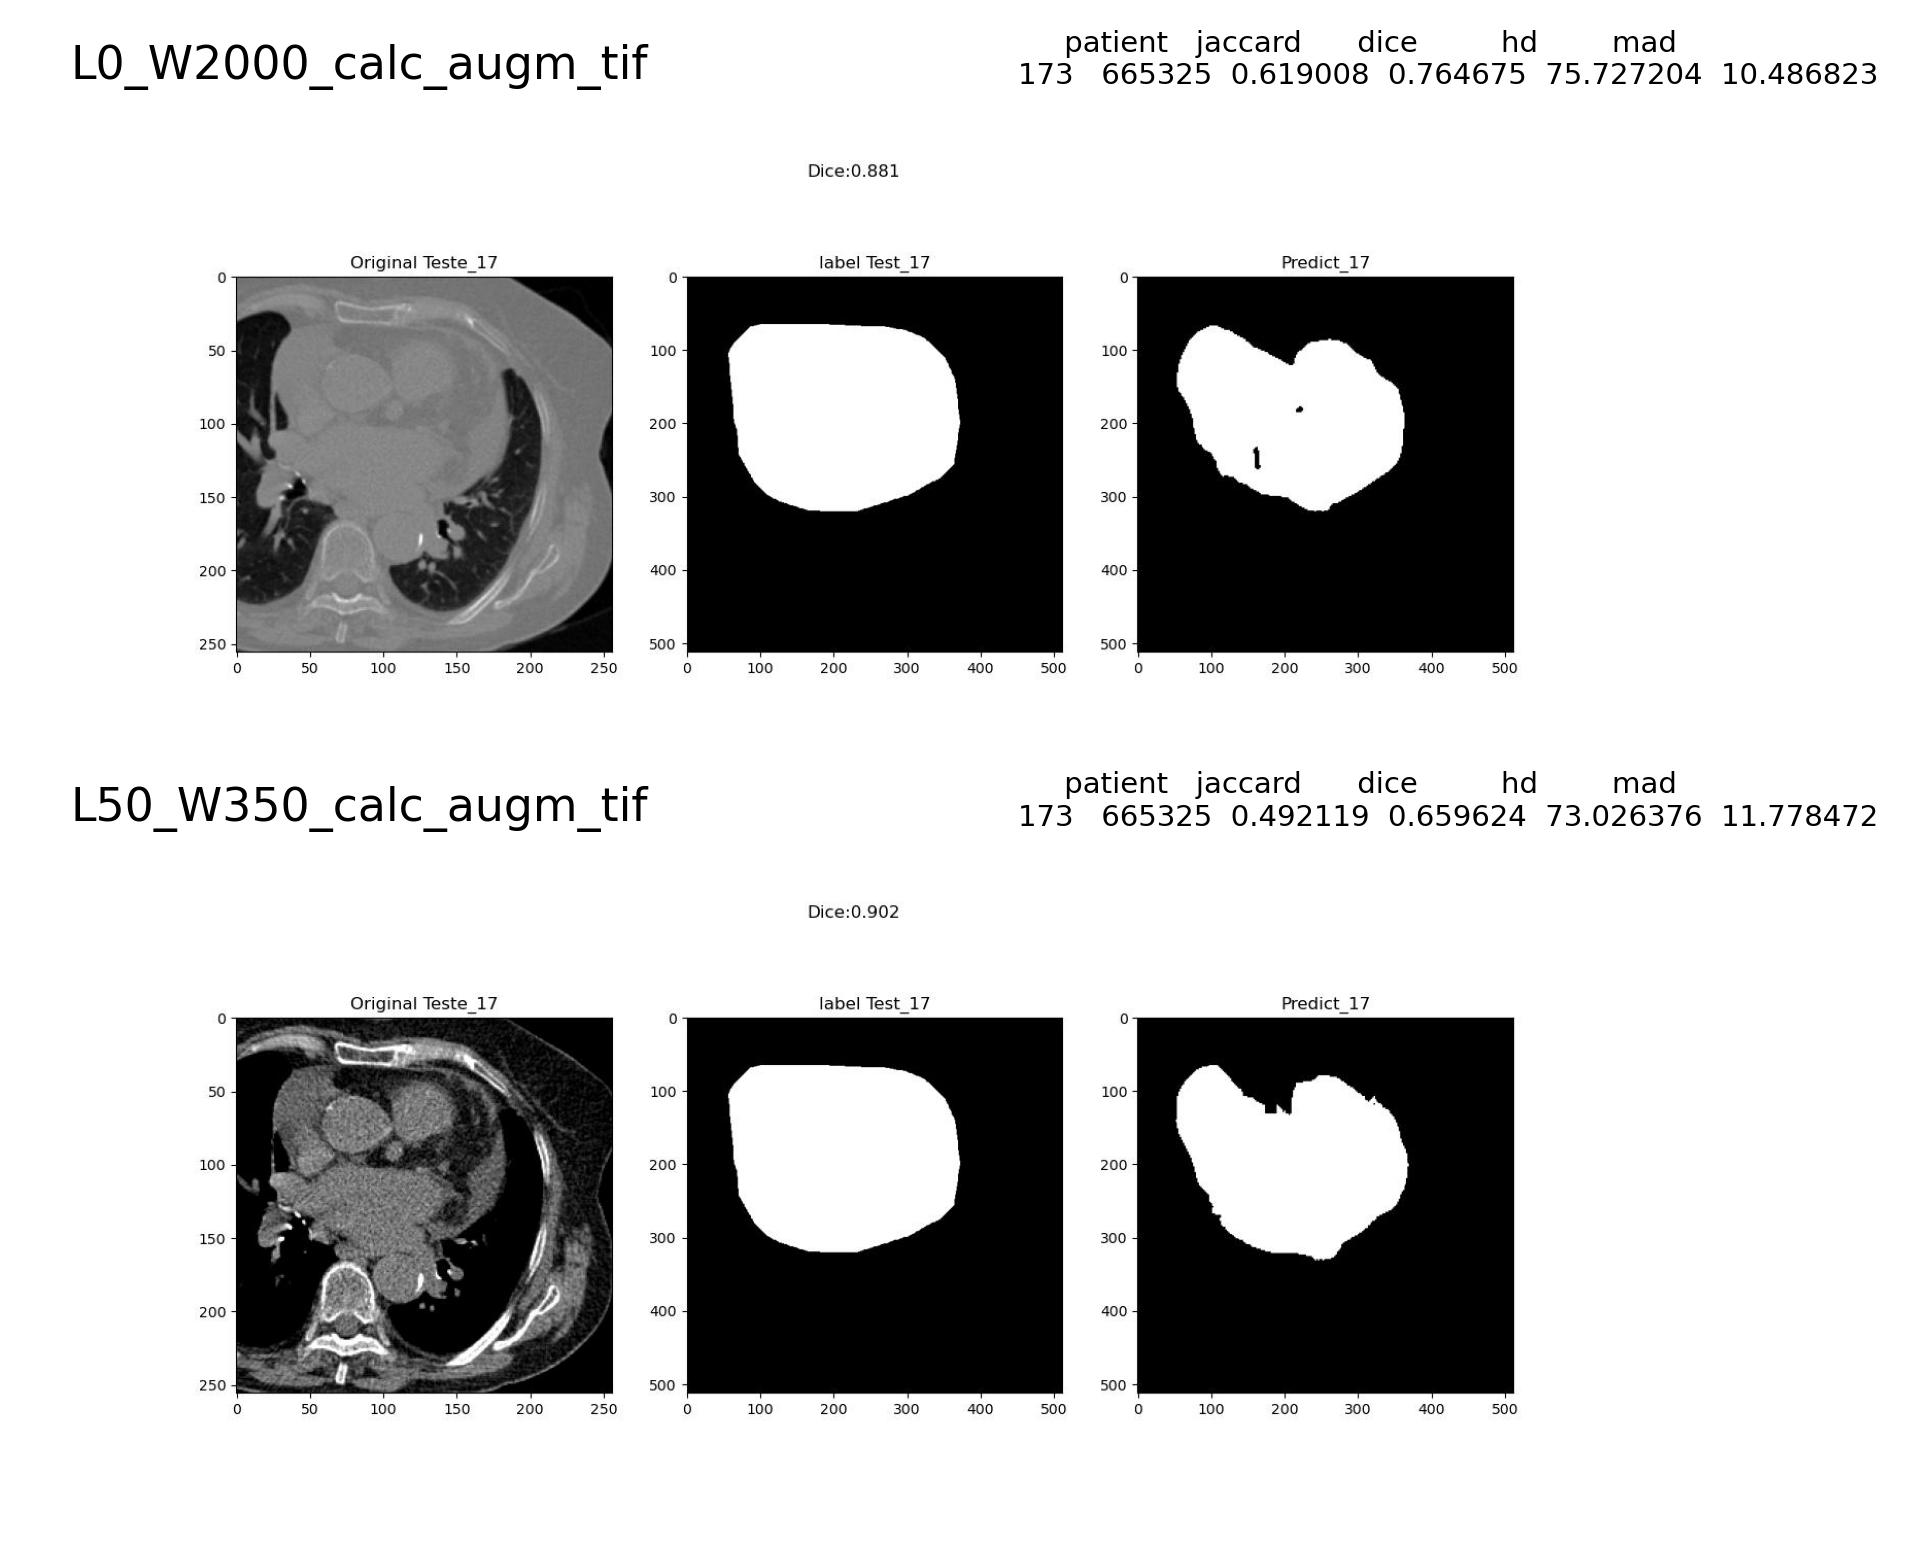 L0_W2000_calc_augm_tif
patient jaccard dice hd mad
173 665325 0.619008 0.764675 75.727204 10.486823
Dice:0.881
Original Teste_17
label Test_17
Predict_17
0
50
100
150
200
250
0 50 100 150 200 250
0
100
200
300
400
500
0 100 200 300 400 500
0
100
200
300
400
500
0 100 200 300 400 500
L50_W350_calc_augm_tif
patient jaccard dice hd mad
173 665325 0.492119 0.659624 73.026376 11.778472
Dice:0.902
Original Teste_17
label Test_17
Predict_17
0
50
100
150
200
250
0 50 100 150 200 250
0
100
200
300
400
500
0 100 200 300 400 500
0
100
200
300
400
500
0 100 200 300 400 500